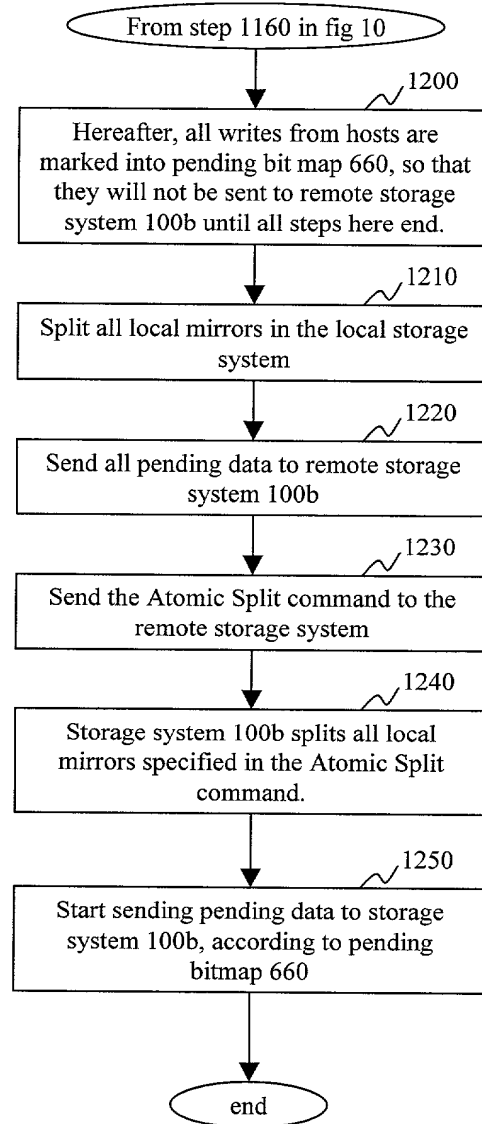 From step 1160 in fig 10
1200
Hereafter, all writes from hosts are
marked into pending bit map 660, so that
they will not be sent to remote storage
system 100b until all steps here end.
1210
Split all local mirrors in the local storage
system
1220
Send all pending data to remote storage
system 100b
1230
Send the Atomic Split command to the
remote storage system
1240
Storage system 100b splits all local
mirrors specified in the Atomic Split
command.
1250
Start sending pending data to storage
system 100b, according to pending
bitmap 660
end